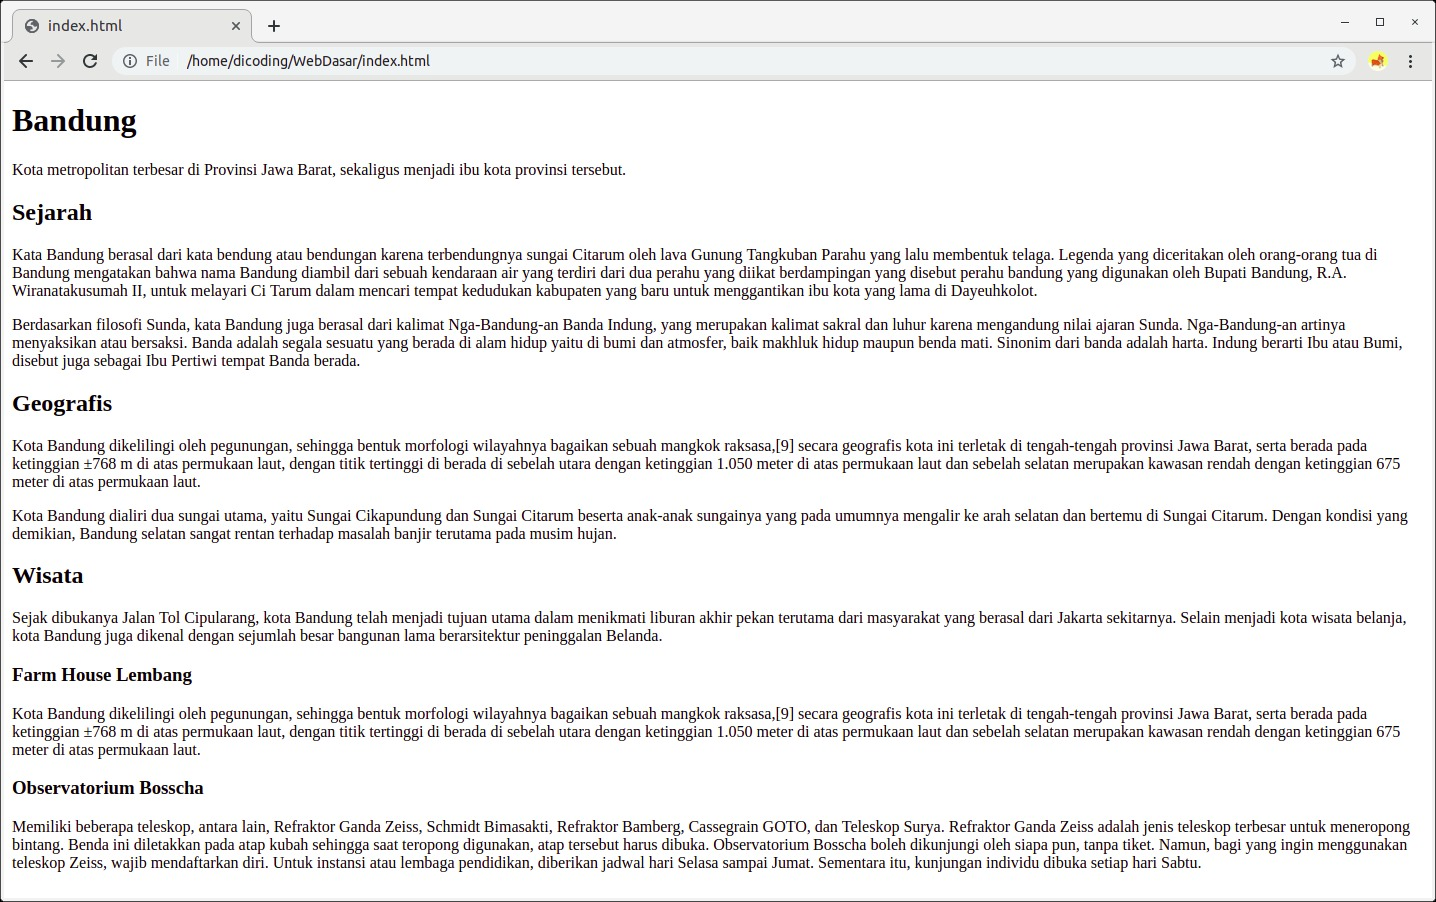 index.html
File /home/dicoding/WebDasar/index.html
Bandung
Kota metropolitan terbesar di Provinsi Jawa Barat, sekaligus menjadi ibu kota provinsi tersebut.
Sejarah
Kata Bandung berasal dari kata bendung atau bendungan karena terbendungnya sungai Citarum oleh lava Gunung Tangkuban Parahu yang lalu membentuk telaga. Legenda yang diceritakan oleh orang-orang tua di
Bandung mengatakan bahwa nama Bandung diambil dari sebuah kendaraan air yang terdiri dari dua perahu yang diikat berdampingan yang disebut perahu bandung yang digunakan oleh Bupati Bandung, R.A.
Wiranatakusumah II, untuk melayari Ci Tarum dalam mencari tempat kedudukan kabupaten yang baru untuk menggantikan ibu kota yang lama di Dayeuhkolot.
Berdasarkan filosofi Sunda, kata Bandung juga berasal dari kalimat Nga-Bandung-an Banda Indung, yang merupakan kalimat sakral dan luhur karena mengandung nilai ajaran Sunda. Nga-Bandung-an artinya
menyaksikan atau bersaksi. Banda adalah segala sesuatu yang berada di alam hidup yaitu di bumi dan atmosfer, baik makhluk hidup maupun benda mati. Sinonim dari banda adalah harta. Indung berarti Ibu atau Bumi,
disebut juga sebagai Ibu Pertiwi tempat Banda berada.
Geografis
Kota Bandung dikelilingi oleh pegunungan, sehingga bentuk morfologi wilayahnya bagaikan sebuah mangkok raksasa,[9] secara geografis kota ini terletak di tengah-tengah provinsi Jawa Barat, serta berada pada
ketinggian ±768 m di atas permukaan laut, dengan titik tertinggi di berada di sebelah utara dengan ketinggian 1.050 meter di atas permukaan laut dan sebelah selatan merupakan kawasan rendah dengan ketinggian 675
meter di atas permukaan laut.
Kota Bandung dialiri dua sungai utama, yaitu Sungai Cikapundung dan Sungai Citarum beserta anak-anak sungainya yang pada umumnya mengalir ke arah selatan dan bertemu di Sungai Citarum. Dengan kondisi yang
demikian, Bandung selatan sangat rentan terhadap masalah banjir terutama pada musim hujan.
Wisata
Sejak dibukanya Jalan Tol Cipularang, kota Bandung telah menjadi tujuan utama dalam menikmati liburan akhir pekan terutama dari masyarakat yang berasal dari Jakarta sekitarnya. Selain menjadi kota wisata belanja,
kota Bandung juga dikenal dengan sejumlah besar bangunan lama berarsitektur peninggalan Belanda.
Farm House Lembang
Kota Bandung dikelilingi oleh pegunungan, sehingga bentuk morfologi wilayahnya bagaikan sebuah mangkok raksasa,[9] secara geografis kota ini terletak di tengah-tengah provinsi Jawa Barat, serta berada pada
ketinggian ±768 m di atas permukaan laut, dengan titik tertinggi di berada di sebelah utara dengan ketinggian 1.050 meter di atas permukaan laut dan sebelah selatan merupakan kawasan rendah dengan ketinggian 675
meter di atas permukaan laut.
Observatorium Bosscha
Memiliki beberapa teleskop, antara lain, Refraktor Ganda Zeiss, Schmidt Bimasakti, Refraktor Bamberg, Cassegrain GOTO, dan Teleskop Surya. Refraktor Ganda Zeiss adalah jenis teleskop terbesar untuk meneropong
bintang. Benda ini diletakkan pada atap kubah sehingga saat teropong digunakan, atap tersebut harus dibuka. Observatorium Bosscha boleh dikunjungi oleh siapa pun, tanpa tiket. Namun, bagi yang ingin menggunakan
teleskop Zeiss, wajib mendaftarkan diri. Untuk instansi atau lembaga pendidikan, diberikan jadwal hari Selasa sampai Jumat. Sementara itu, kunjungan individu dibuka setiap hari Sabtu.